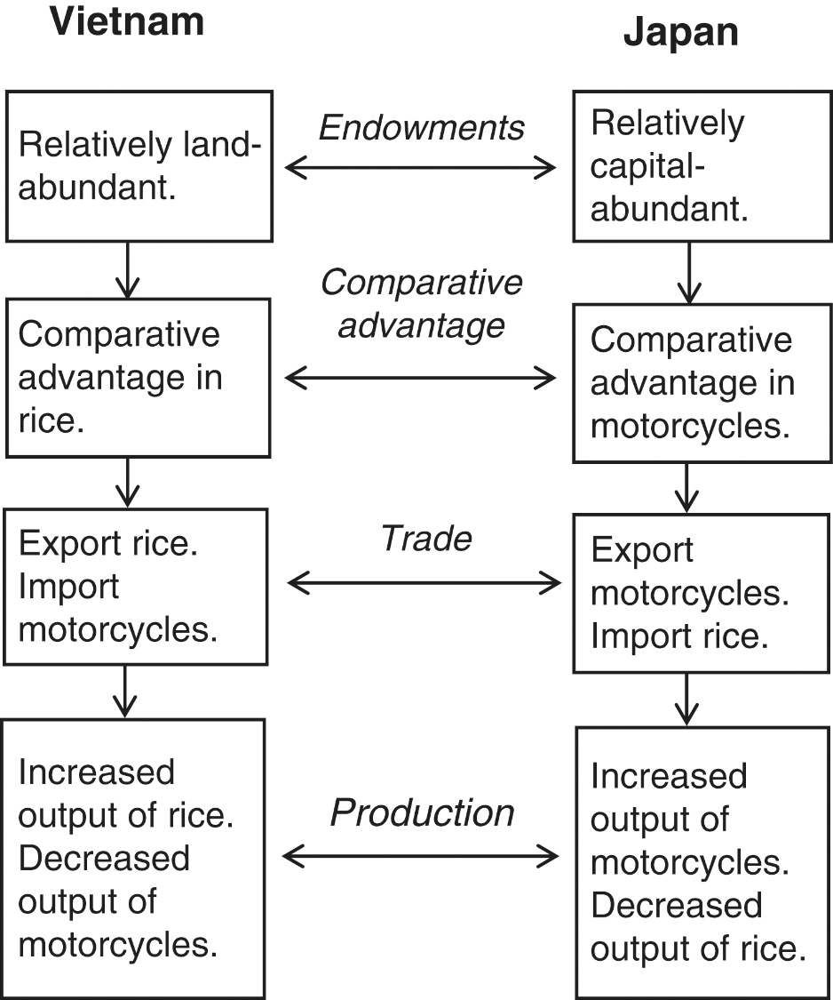 Vietnam
Japan
Relatively land-
abundant.
Endowments
Relatively
capital-
abundant.
Comparative
advantage in
rice.
Comparative
advantage
Comparative
advantage in
motorcycles.
Export rice.
Import
motorcycles.
Trade
Export
motorcycles.
Import rice.
Increased
output of rice.
Decreased
output of
motorcycles.
Production
Increased
output of
motorcycles.
Decreased
output of rice.